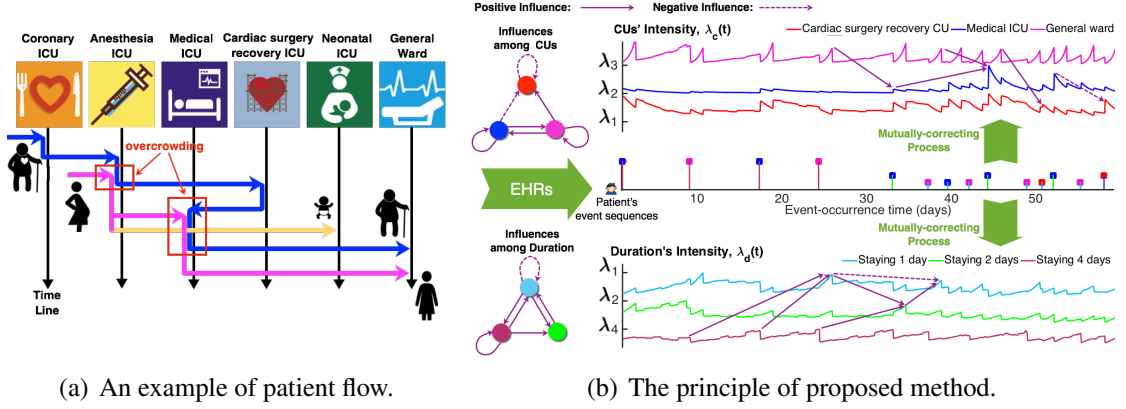 Coronary ICU
Anesthesia ICU
Medical ICU
Cardiac surgery recovery ICU
Neonatal ICU
General Ward
overcrowding
Time Line
(a) An example of patient flow.
Positive Influence:
Negative Influence:
Influences among CUs
CUs' Intensity, λc(t)
Cardiac surgery recovery CU
Medical ICU
General ward
λ3
λ2
λ1
Mutually-correcting Process
EHRs
Patient's event sequences
10
20
30
40
50
Event-occurrence time (days)
Mutually-correcting Process
Influences among Duration
Duration's Intensity, λd(t)
Staying 1 day
Staying 2 days
Staying 4 days
λ1
λ2
λ4
(b) The principle of proposed method.